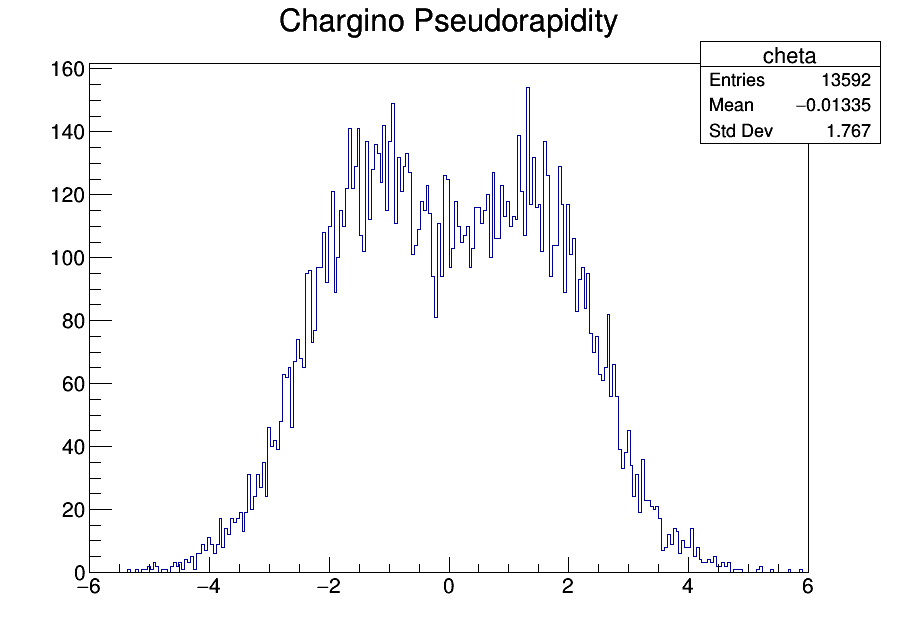 Chargino Pseudorapidity
cheta
Entries 13592
Mean −0.01335
Std Dev 1.767
160
140
120
100
80
60
40
20
0
−6 −4 −2 0 2 4 6